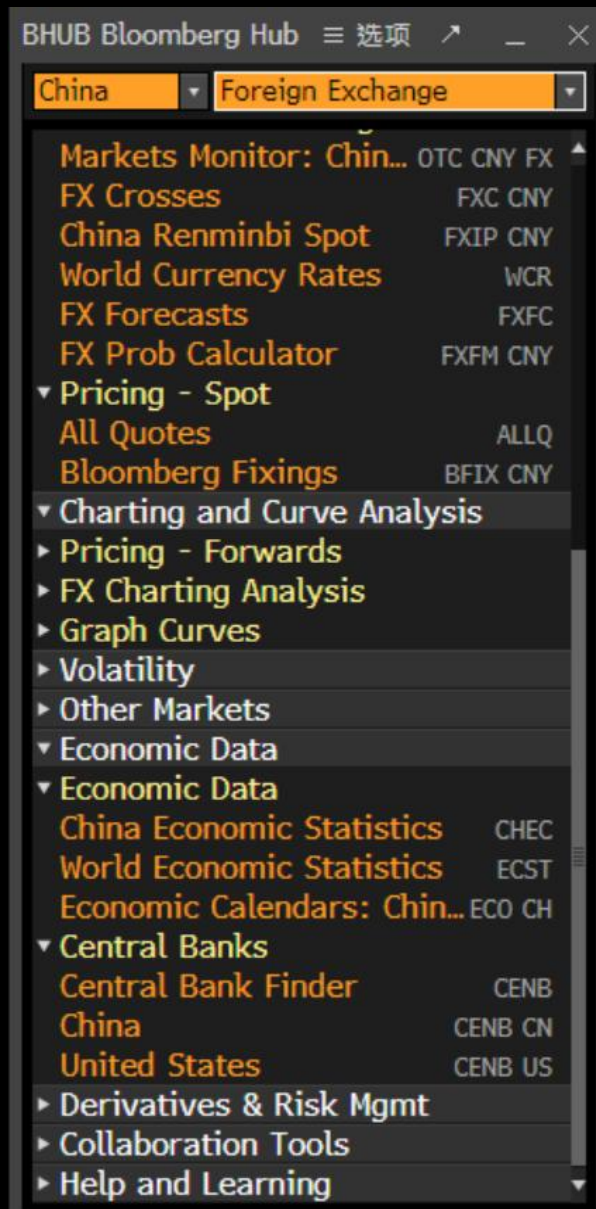 BHUB Bloomberg Hub ≡ 选项
China Foreign Exchange
Markets Monitor: Chin... OTC CNY FX
FX Crosses FXC CNY
China Renminbi Spot FXIP CNY
World Currency Rates WCR
FX Forecasts FXFC
FX Prob Calculator FXFM CNY
Pricing - Spot
All Quotes ALLQ
Bloomberg Fixings BFIX CNY
Charting and Curve Analysis
Pricing - Forwards
FX Charting Analysis
Graph Curves
Volatility
Other Markets
Economic Data
Economic Data
China Economic Statistics CHEC
World Economic Statistics ECST
Economic Calendars: Chin... ECO CH
Central Banks
Central Bank Finder CENB
China CENB CN
United States CENB US
Derivatives & Risk Mgmt
Collaboration Tools
Help and Learning